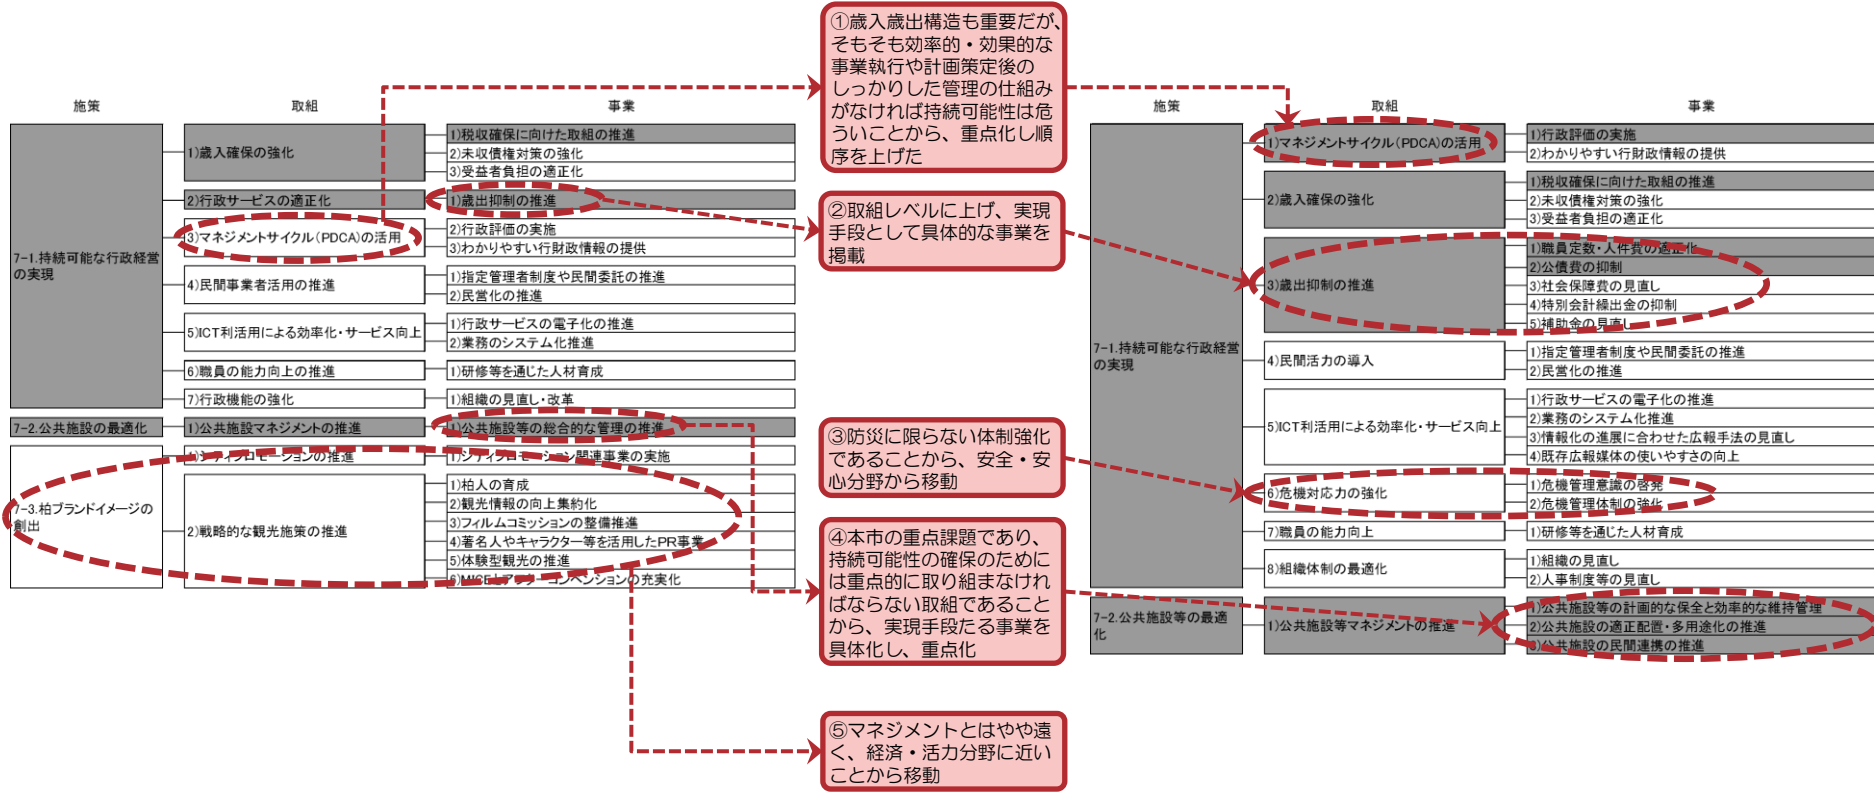 ①歳入歳出構造も重要だが、
そもそも効率的・効果的な
事業執行や計画策定後の
しっかりした管理の仕組み
がなければ持続可能性は危
ういことから、重点化し順
序を上げた
施策
取組
事業
7-1.持続可能な行政経営
の実現
1)歳入確保の強化
1)税収確保に向けた取組の推進
2)未収債権対策の強化
3)受益者負担の適正化
2)行政サービスの適正化
1)歳出抑制の推進
3)マネジメントサイクル(PDCA)の活用
2)行政評価の実施
3)わかりやすい行財政情報の提供
4)民間事業者活用の推進
1)指定管理者制度や民間委託の推進
2)民営化の推進
5)ICT利活用による効率化・サービス向上
1)行政サービスの電子化の推進
2)業務のシステム化推進
6)職員の能力向上の推進
1)研修等を通じた人材育成
7)行政機能の強化
1)組織の見直し・改革
7-2.公共施設の最適化
1)公共施設マネジメントの推進
1)公共施設等の総合的な管理の推進
7-3.柏ブランドイメージの
創出
1)シティプロモーションの推進
1)シティプロモーション関連事業の実施
2)戦略的な観光施策の推進
1)柏人の育成
2)観光情報の向上集約化
3)フィルムコミッションの整備推進
4)著名人やキャラクター等を活用したPR事業
5)体験型観光の推進
6)MICEとアフターコンベンションの充実化
②取組レベルに上げ、実現
手段として具体的な事業を
掲載
③防災に限らない体制強化
であることから、安全・安
心分野から移動
④本市の重点課題であり、
持続可能性の確保のために
は重点的に取り組まなけれ
ばならない取組であること
から、実現手段たる事業を
具体化し、重点化
⑤マネジメントとはやや遠
く、経済・活力分野に近い
ことから移動
施策
取組
事業
7-1.持続可能な行政経営
の実現
1)マネジメントサイクル(PDCA)の活用
1)行政評価の実施
2)わかりやすい行財政情報の提供
2)歳入確保の強化
1)税収確保に向けた取組の推進
2)未収債権対策の強化
3)受益者負担の適正化
3)歳出抑制の推進
1)職員定数・人件費の適正化
2)公債費の抑制
3)社会保障費の見直し
4)特別会計繰出金の抑制
5)補助金の見直し
4)民間活力の導入
1)指定管理者制度や民間委託の推進
2)民営化の推進
5)ICT利活用による効率化・サービス向上
1)行政サービスの電子化の推進
2)業務のシステム化推進
3)情報化の進展に合わせた広報手法の見直し
4)既存広報媒体の使いやすさの向上
6)危機対応力の強化
1)危機管理意識の啓発
2)危機管理体制の強化
7)職員の能力向上
1)研修等を通じた人材育成
8)組織体制の最適化
1)組織の見直し
2)人事制度等の見直し
7-2.公共施設等の最適
化
1)公共施設等マネジメントの推進
1)公共施設等の計画的な保全と効率的な維持管理
2)公共施設の適正配置・多用途化の推進
3)公共施設の民間連携の推進